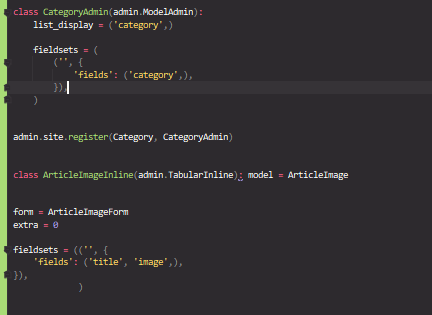 class CategoryAdmin(admin.ModelAdmin):
    list_display = ('category',)
    fieldsets = (
        ('', {
            'fields': ('category',),
        }),
    )
admin.site.register(Category, CategoryAdmin)
class ArticleImageInline(admin.TabularInline): model = ArticleImage
form = ArticleImageForm
extra = 0
fieldsets = (('', {
    'fields': ('title', 'image',),
}),
             )